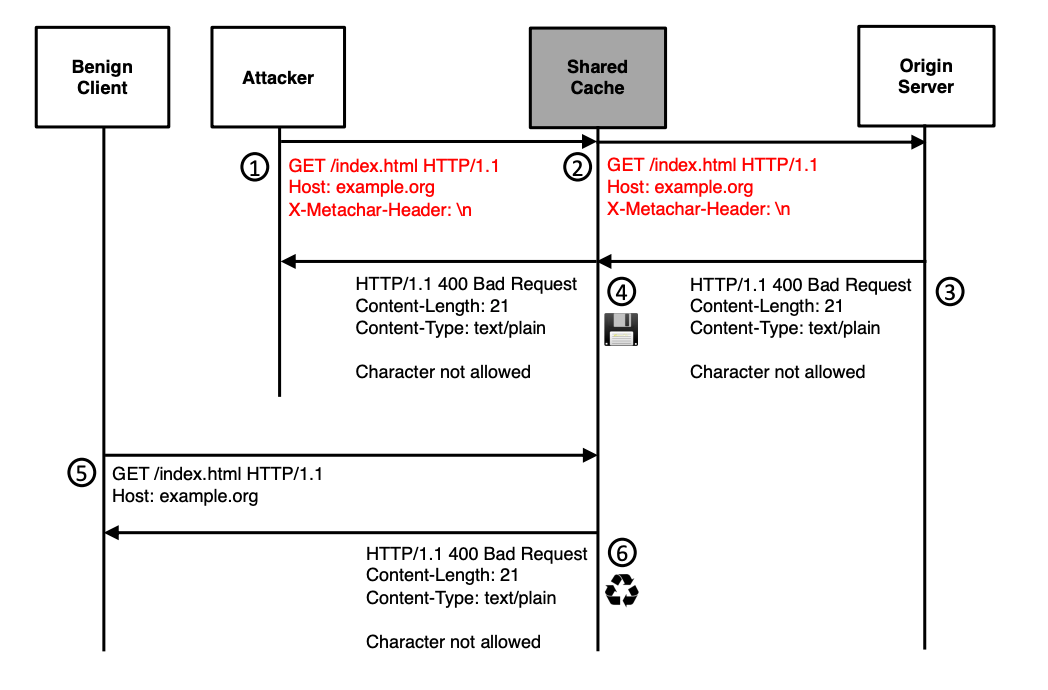 Benign
Client
Attacker
Shared
Cache
Origin
Server
①
GET /index.html HTTP/1.1
Host: example.org
X-Metachar-Header: \n
②
GET /index.html HTTP/1.1
Host: example.org
X-Metachar-Header: \n
HTTP/1.1 400 Bad Request
Content-Length: 21
Content-Type: text/plain
Character not allowed
④
HTTP/1.1 400 Bad Request
Content-Length: 21
Content-Type: text/plain
Character not allowed
③
⑤
GET /index.html HTTP/1.1
Host: example.org
HTTP/1.1 400 Bad Request
Content-Length: 21
Content-Type: text/plain
Character not allowed
⑥